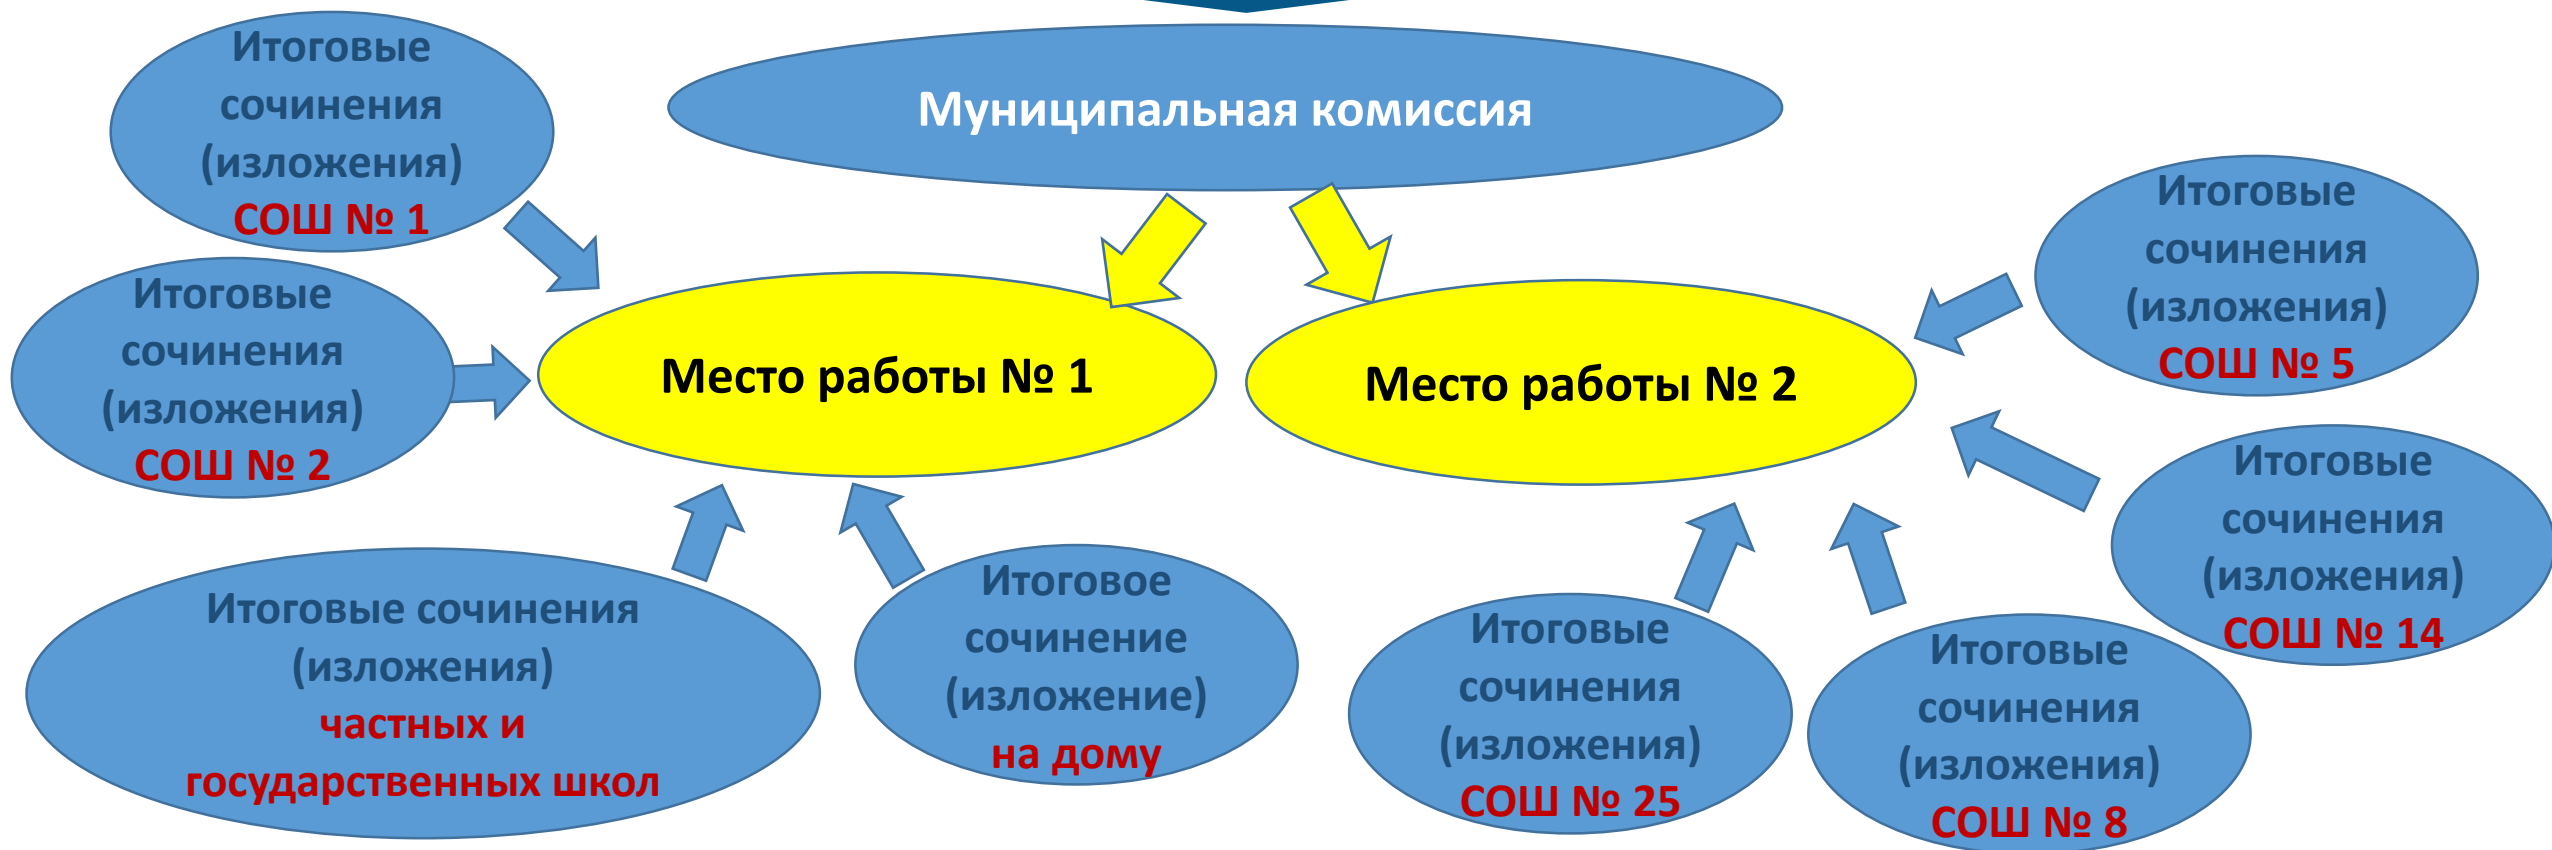 Итоговые
сочинения
(изложения)
СОШ № 1
Муниципальная комиссия
Итоговые
сочинения
(изложения)
СОШ № 5
Итоговые
сочинения
(изложения)
СОШ № 2
Место работы № 1
Место работы № 2
Итоговые
сочинения
(изложения)
СОШ № 14
Итоговые сочинения
(изложения)
частных и
государственных школ
Итоговое
сочинение
(изложение)
на дому
Итоговые
сочинения
(изложения)
СОШ № 25
Итоговые
сочинения
(изложения)
СОШ № 8